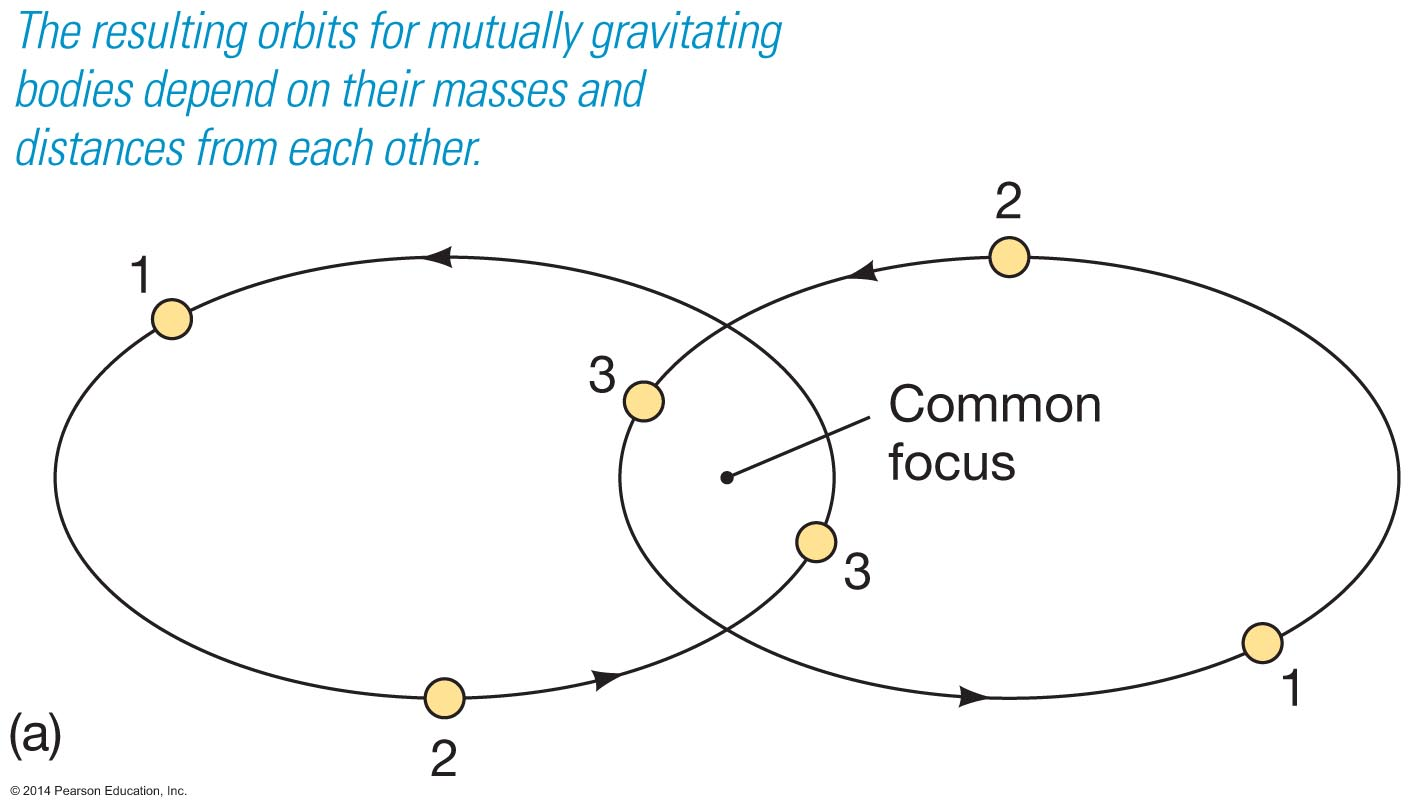 The resulting orbits for mutually gravitating
bodies depend on their masses and
distances from each other.
2
1
3
Common
focus
3
1
(a)
2
© 2014 Pearson Education, Inc.